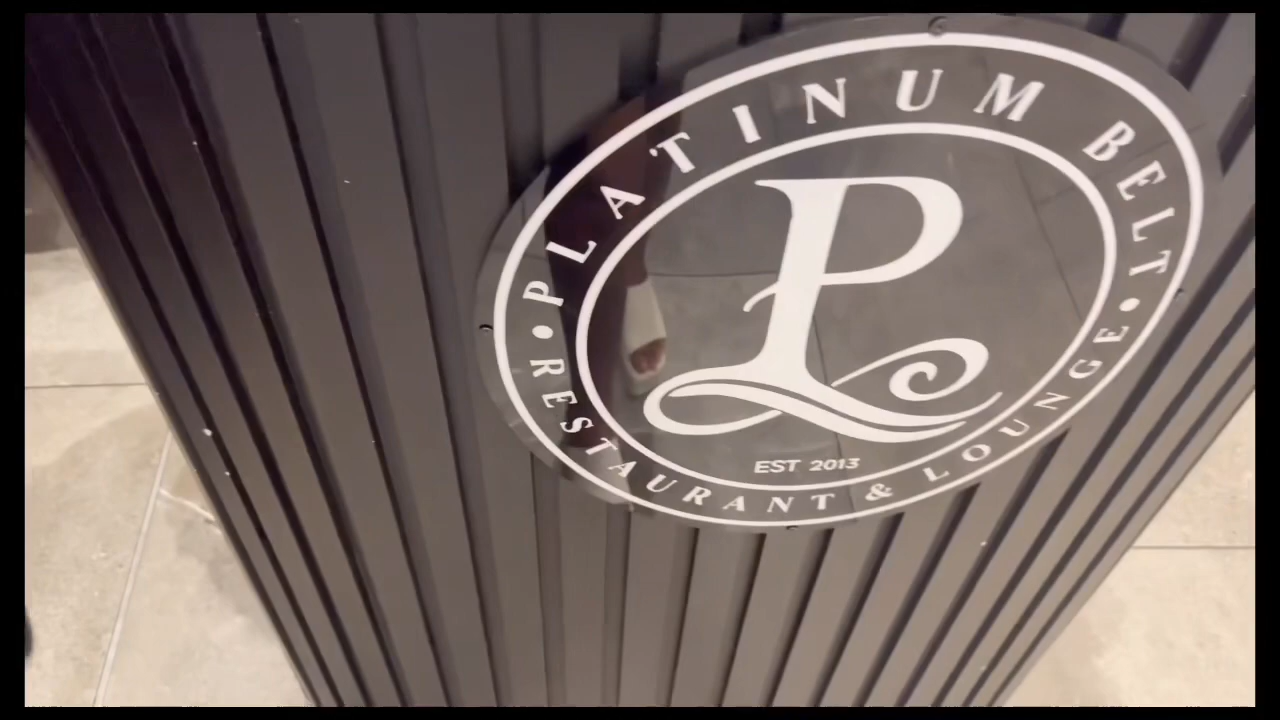 PLATINUM BELT
P
EST 2013
• RESTAURANT & LOUNGE •